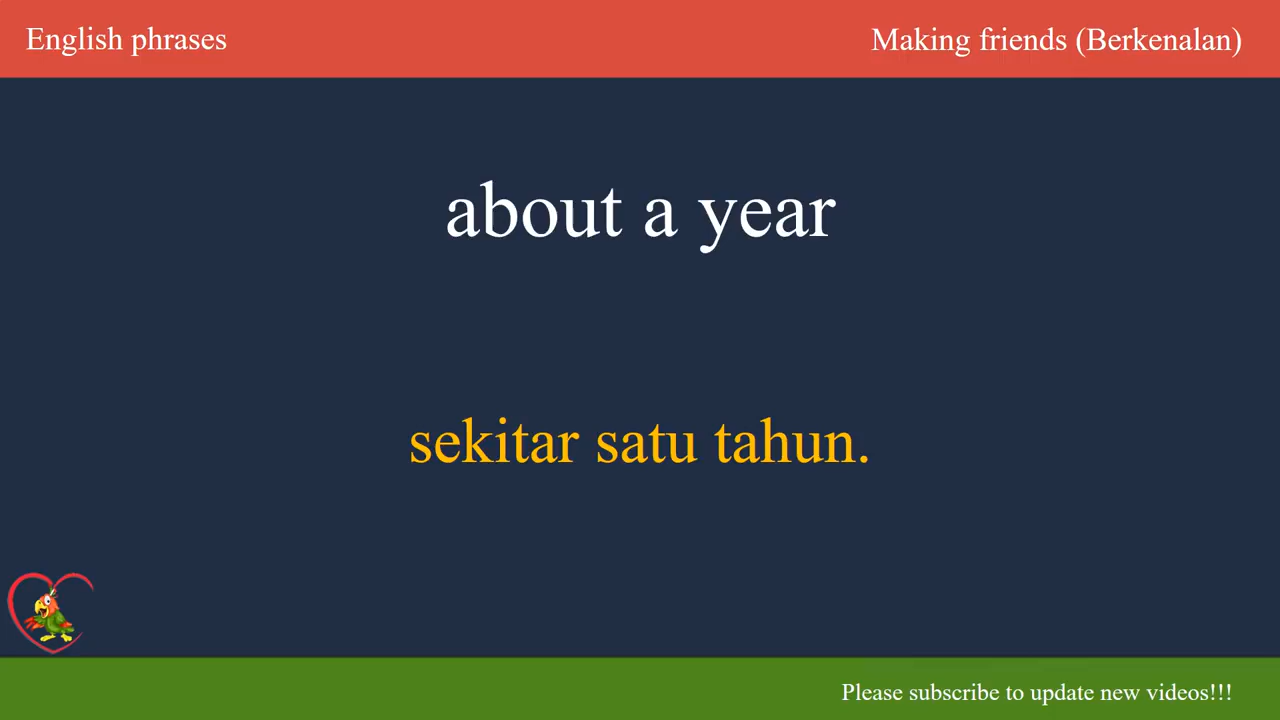 English phrases
Making friends (Berkenalan)
about a year
sekitar satu tahun.
Please subscribe to update new videos!!!